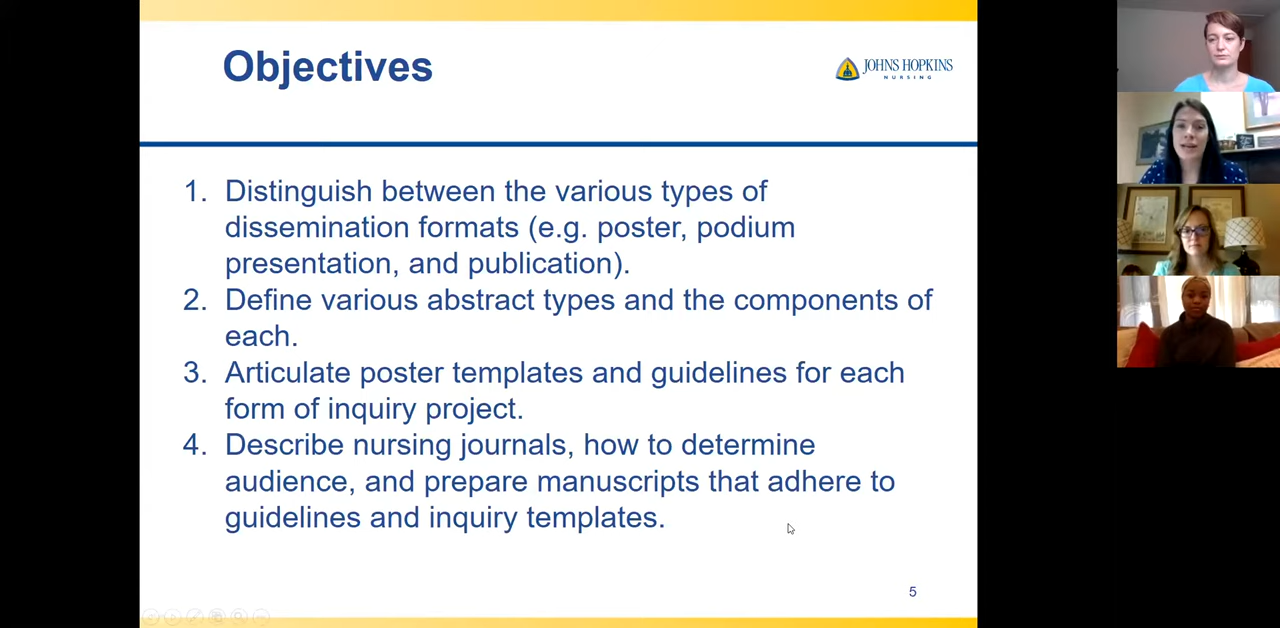 Objectives
JOHNS HOPKINS
NURSING
1. Distinguish between the various types of
dissemination formats (e.g. poster, podium
presentation, and publication).
2. Define various abstract types and the components of
each.
3. Articulate poster templates and guidelines for each
form of inquiry project.
4. Describe nursing journals, how to determine
audience, and prepare manuscripts that adhere to
guidelines and inquiry templates.
5